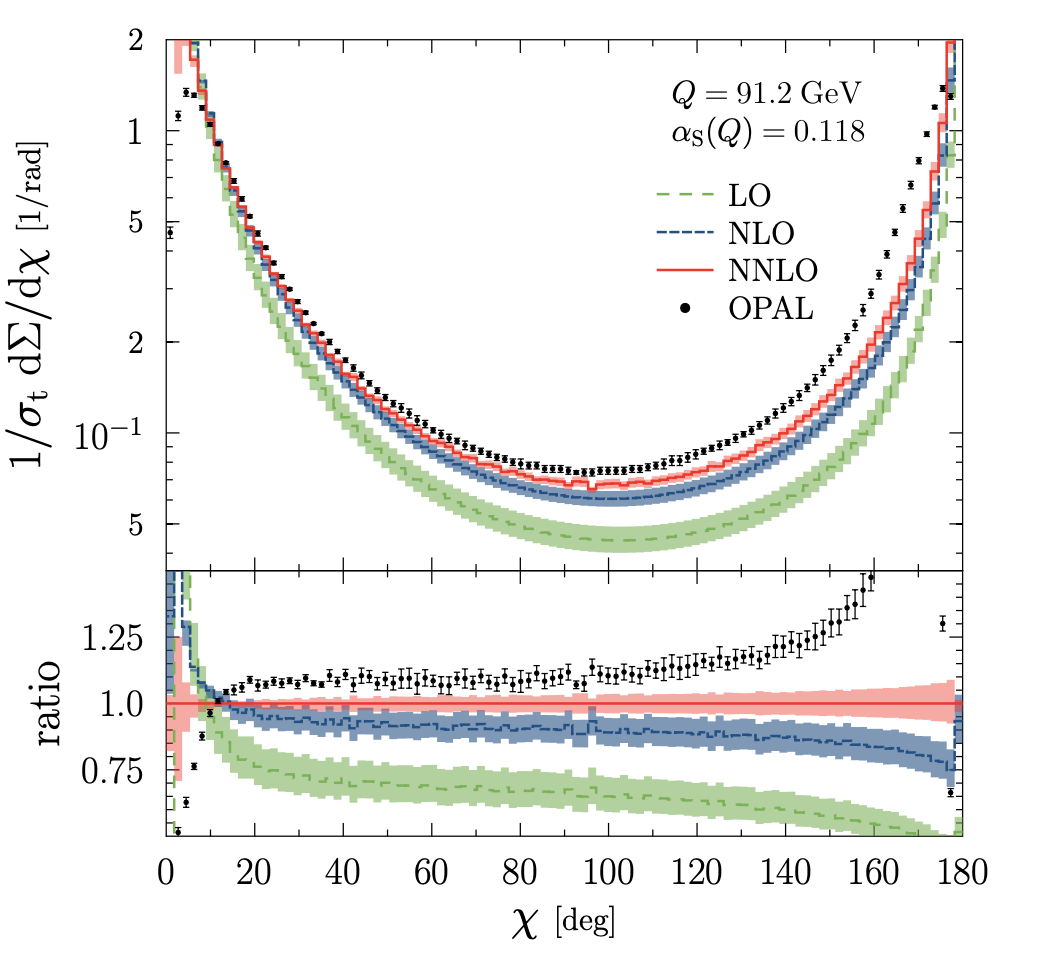 2
1
5
2
10⁻¹
5
1/σₜ dΣ/dχ [1/rad]
Q = 91.2 GeV
α_S(Q) = 0.118
LO
NLO
NNLO
OPAL
1.25
1.0
0.75
ratio
0 20 40 60 80 100 120 140 160 180
χ [deg]